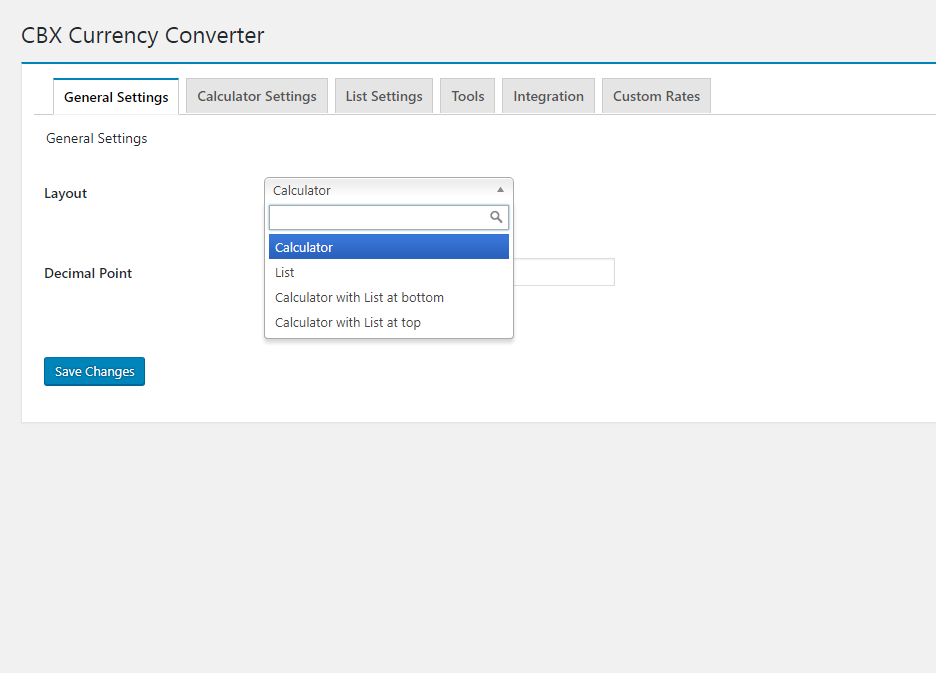 CBX Currency Converter
General Settings Calculator Settings List Settings Tools Integration Custom Rates
General Settings
Layout Calculator
Calculator
List
Decimal Point
Calculator with List at bottom
Calculator with List at top
Save Changes